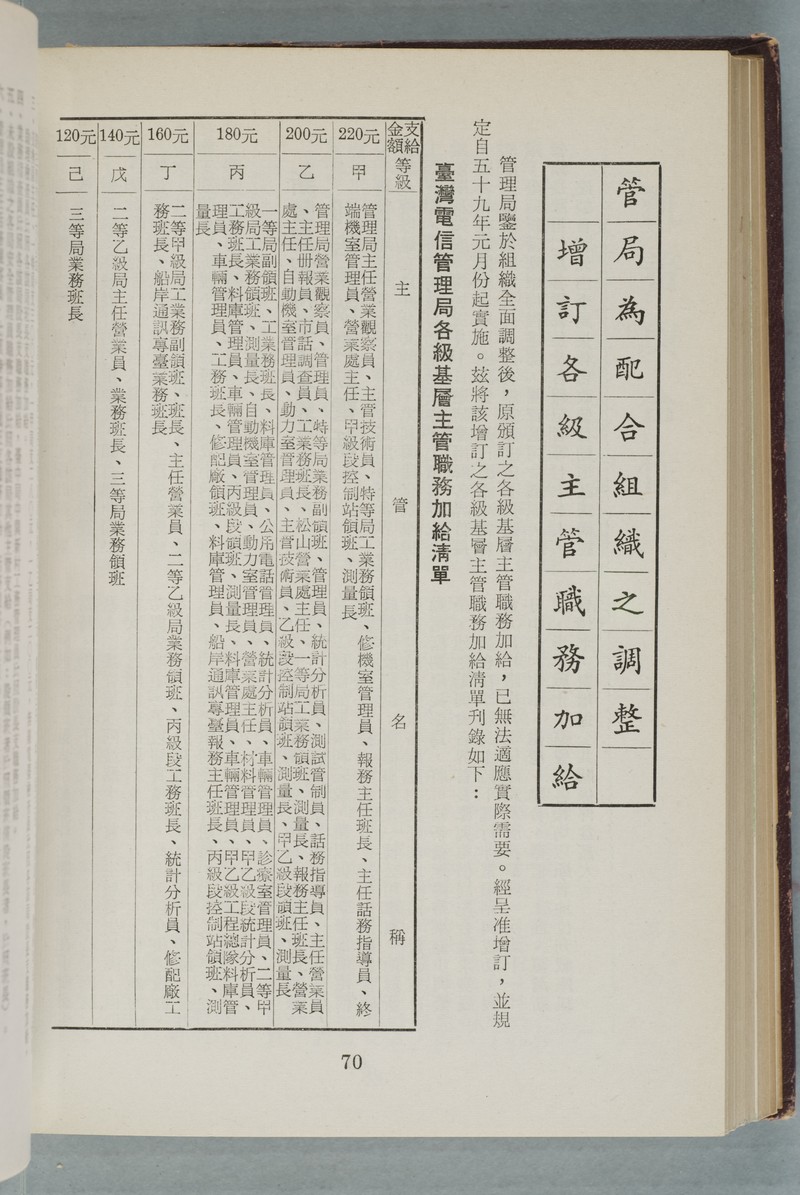 管局為配合組織之調整
增訂各級主管職務加給
管理局鑒於組織全面調整後，原頒訂之各級基層主管職務加給，已無法適應實際需要。經呈准增訂，並規
定自五十九年元月份起實施。玆將該增訂之各級基層主管職務加給清單刋錄如下：
臺灣電信管理局各級基層主管職務加給清單
支給金額
等級
主管名稱
220元
甲
管理局主任營業觀察員、主管技術員、特等局工業務領班、修機室管理員、報務主任班長、主任話務指導員、終
端機室管理員、營業處主任、甲級段控制站領班、測量長
200元
乙
管理局營業觀察員、管理員、特等局業務副領班、管理員、統計分析員、測試管制員、話務指導員、主任營業員
、主任冊報員、市話調查員、工業務班長、松山營業處主任、一等局工業務領班、測量長、報務主任班長、營業
處主任、自動機室管理員、動力室管理員、主管技術員、乙級段控制站領班、測量長、甲乙級段領班、測量長
180元
丙
一等局副領班、工業務班長、料庫管理員、公用電話管理員、統計分析員、車輛管理員、診療室管理員、二等甲
級局工業務領班、測量長、自動機室管理員、動力室管理員、營業處主任、材料管理員、甲乙級段統計分析員、
工務班長、料庫管理員、車輛管理員、丙級段領班、測量長、料庫管理員、車輛管理員、甲乙級工程總隊料庫管
理員、車輛管理員、工務班長、修配廠領班、料庫管理員、船岸通訊專臺報務主任班長、丙級段控制站領班、測
量長
160元
丁
二等甲級局工業務副領班、班長、主任營業員、二等乙級局業務領班、丙級段工務班長、統計分析員、修配廠工
務班長、船岸通訊專臺業務班長
140元
戊
二等乙級局主任營業員、業務班長、三等局業務領班
120元
己
三等局業務班長
70